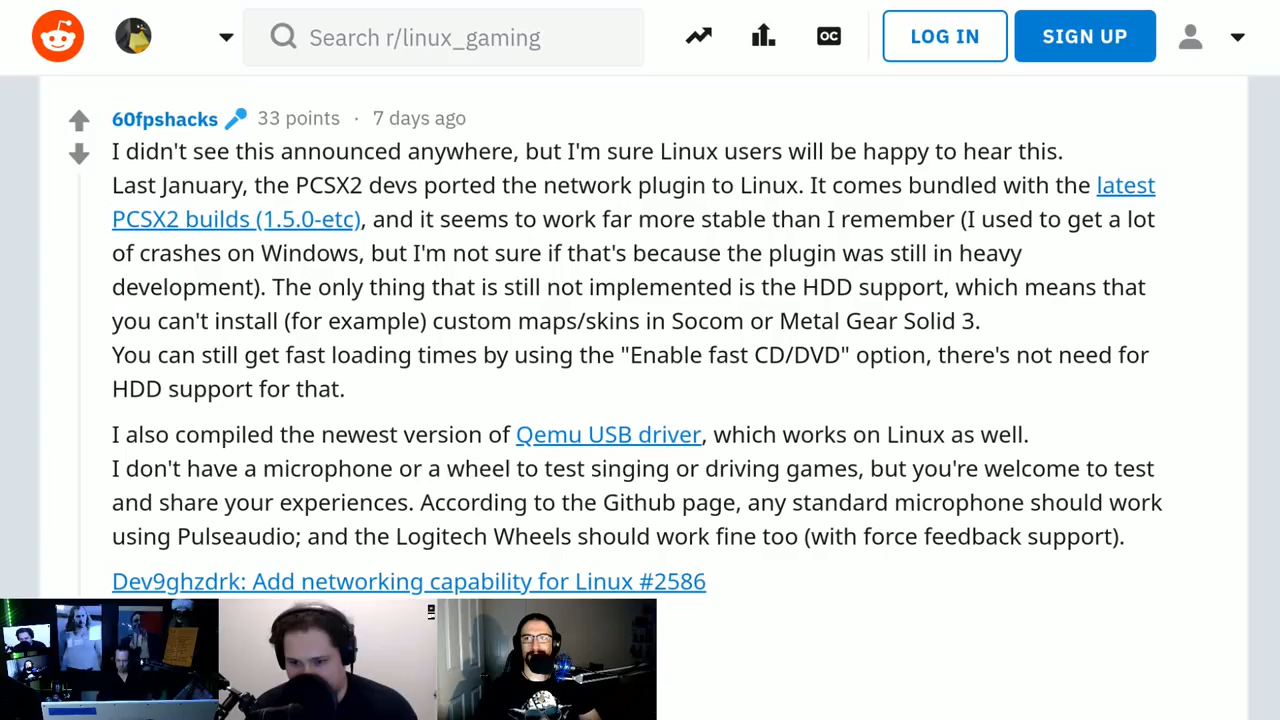 Search r/linux_gaming
OC
LOG IN
SIGN UP
60fpshacks 33 points · 7 days ago
I didn't see this announced anywhere, but I'm sure Linux users will be happy to hear this.
Last January, the PCSX2 devs ported the network plugin to Linux. It comes bundled with the latest
PCSX2 builds (1.5.0-etc), and it seems to work far more stable than I remember (I used to get a lot
of crashes on Windows, but I'm not sure if that's because the plugin was still in heavy
development). The only thing that is still not implemented is the HDD support, which means that
you can't install (for example) custom maps/skins in Socom or Metal Gear Solid 3.
You can still get fast loading times by using the "Enable fast CD/DVD" option, there's not need for
HDD support for that.
I also compiled the newest version of Qemu USB driver, which works on Linux as well.
I don't have a microphone or a wheel to test singing or driving games, but you're welcome to test
and share your experiences. According to the Github page, any standard microphone should work
using Pulseaudio; and the Logitech Wheels should work fine too (with force feedback support).
Dev9ghzdrk: Add networking capability for Linux #2586